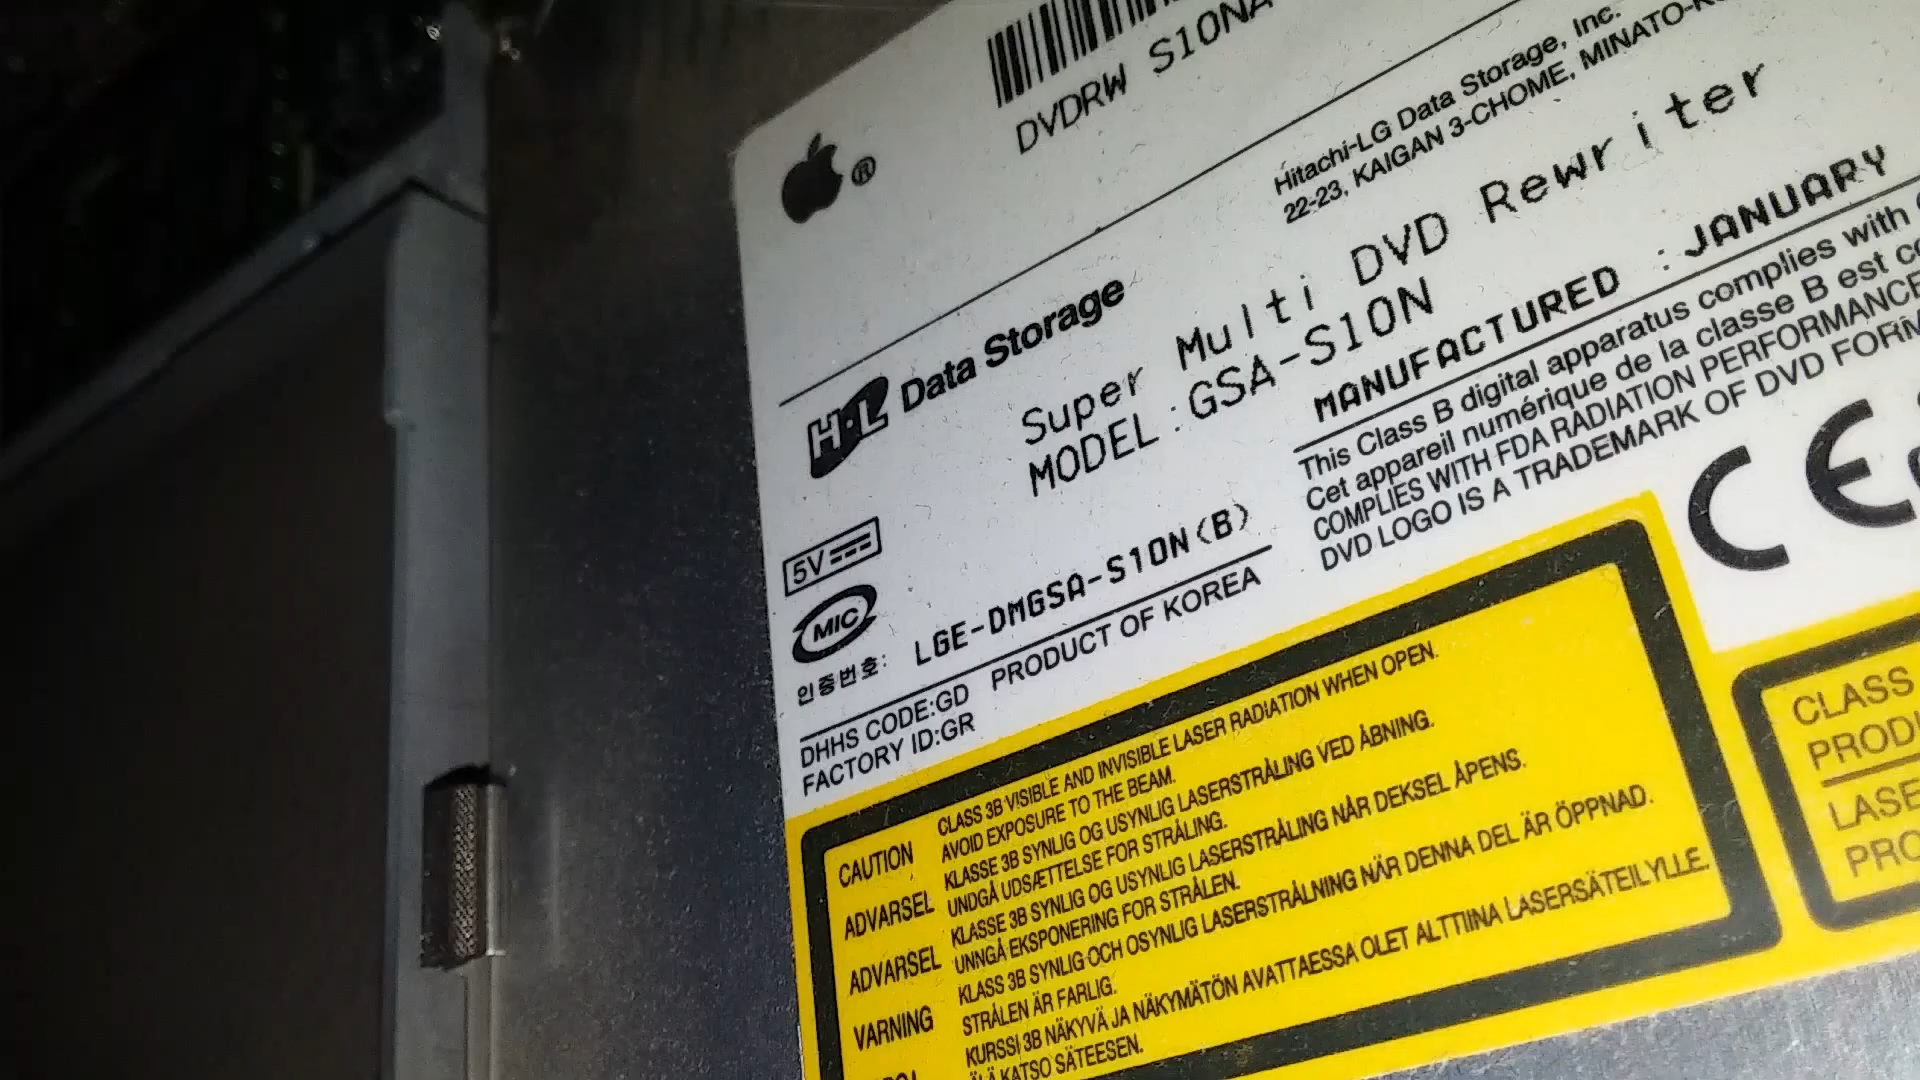 DVDRW S10NA
®
Hitachi-LG Data Storage, Inc.
22-23, KAIGAN 3-CHOME, MINATO-K
H·L Data Storage
Super Multi DVD Rewriter
MODEL : GSA-S10N
MANUFACTURED : JANUARY
This Class B digital apparatus complies with
Cet appareil numérique de la classe B est
COMPLIES WITH FDA RADIATION PERFORMANCE
DVD LOGO IS A TRADEMARK OF DVD
CE
5V
MIC
인증번호: LGE-DMGSA-S10N(B)
DHHS CODE:GD PRODUCT OF KOREA
FACTORY ID:GR
CAUTION CLASS 3B VISIBLE AND INVISIBLE LASER RADIATION WHEN OPEN.
AVOID EXPOSURE TO THE BEAM.
ADVARSEL KLASSE 3B SYNLIG OG USYNLIG LASERSTRÅLING VED ÅBNING.
UNDGÅ UDSÆTTELSE FOR STRÅLING.
ADVARSEL KLASSE 3B SYNLIG OG USYNLIG LASERSTRÅLING NÅR DEKSEL ÅPENS.
UNNGÅ EKSPONERING FOR STRÅLEN.
VARNING KLASS 3B SYNLIG OCH OSYNLIG LASERSTRÅLNING NÄR DENNA DEL ÄR ÖPPNAD.
STRÅLEN ÄR FARLIG.
KURSSI 3B NÄKYVÄ JA NÄKYMÄTÖN AVATTAESSA OLET ALTTIINA LASERSÄTEILYLLE.
ÄLÄ KATSO SÄTEESEN.
CLASS